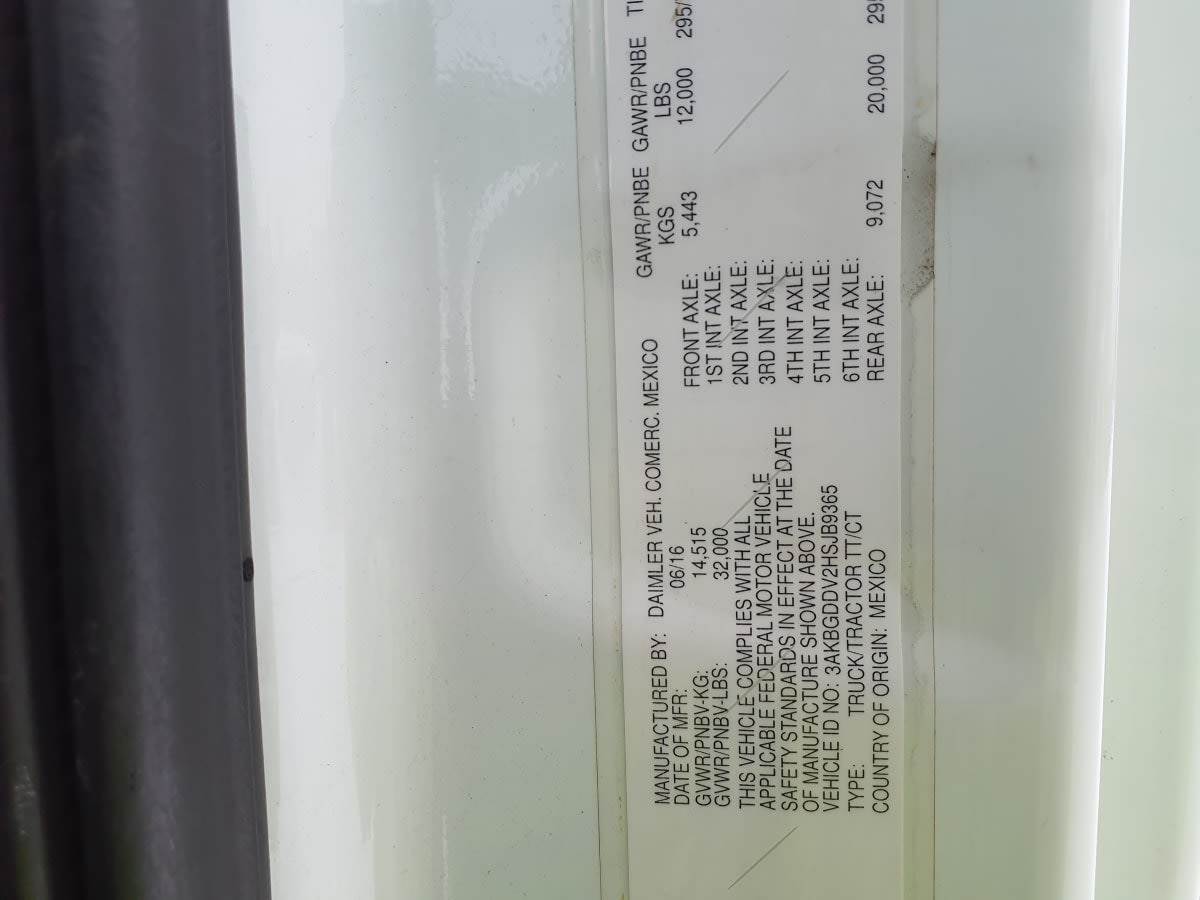 MANUFACTURED BY: DAIMLER VEH. COMERC. MEXICO
DATE OF MFR: 06/16
GVWR/PNBV-KG: 14,515
GVWR/PNBV-LBS: 32,000
THIS VEHICLE COMPLIES WITH ALL
APPLICABLE FEDERAL MOTOR VEHICLE
SAFETY STANDARDS IN EFFECT AT THE DATE
OF MANUFACTURE SHOWN ABOVE.
VEHICLE ID NO: 3AKBGDDV2HSJB9365
TYPE: TRUCK/TRACTOR TT/CT
COUNTRY OF ORIGIN: MEXICO
GAWR/PNBE GAWR/PNBE TI
KGS LBS
FRONT AXLE: 5,443 12,000 295/
1ST INT AXLE:
2ND INT AXLE:
3RD INT AXLE:
4TH INT AXLE:
5TH INT AXLE:
6TH INT AXLE:
REAR AXLE: 9,072 20,000 295